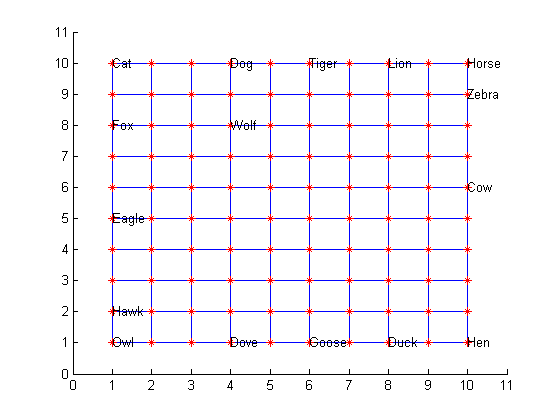 11
10 Cat Dog Tiger Lion Horse
9 Zebra
8 Fox Wolf
7
6 Cow
5 Eagle
4
3
2 Hawk
1 Owl Dove Goose Duck Hen
0
0 1 2 3 4 5 6 7 8 9 10 11